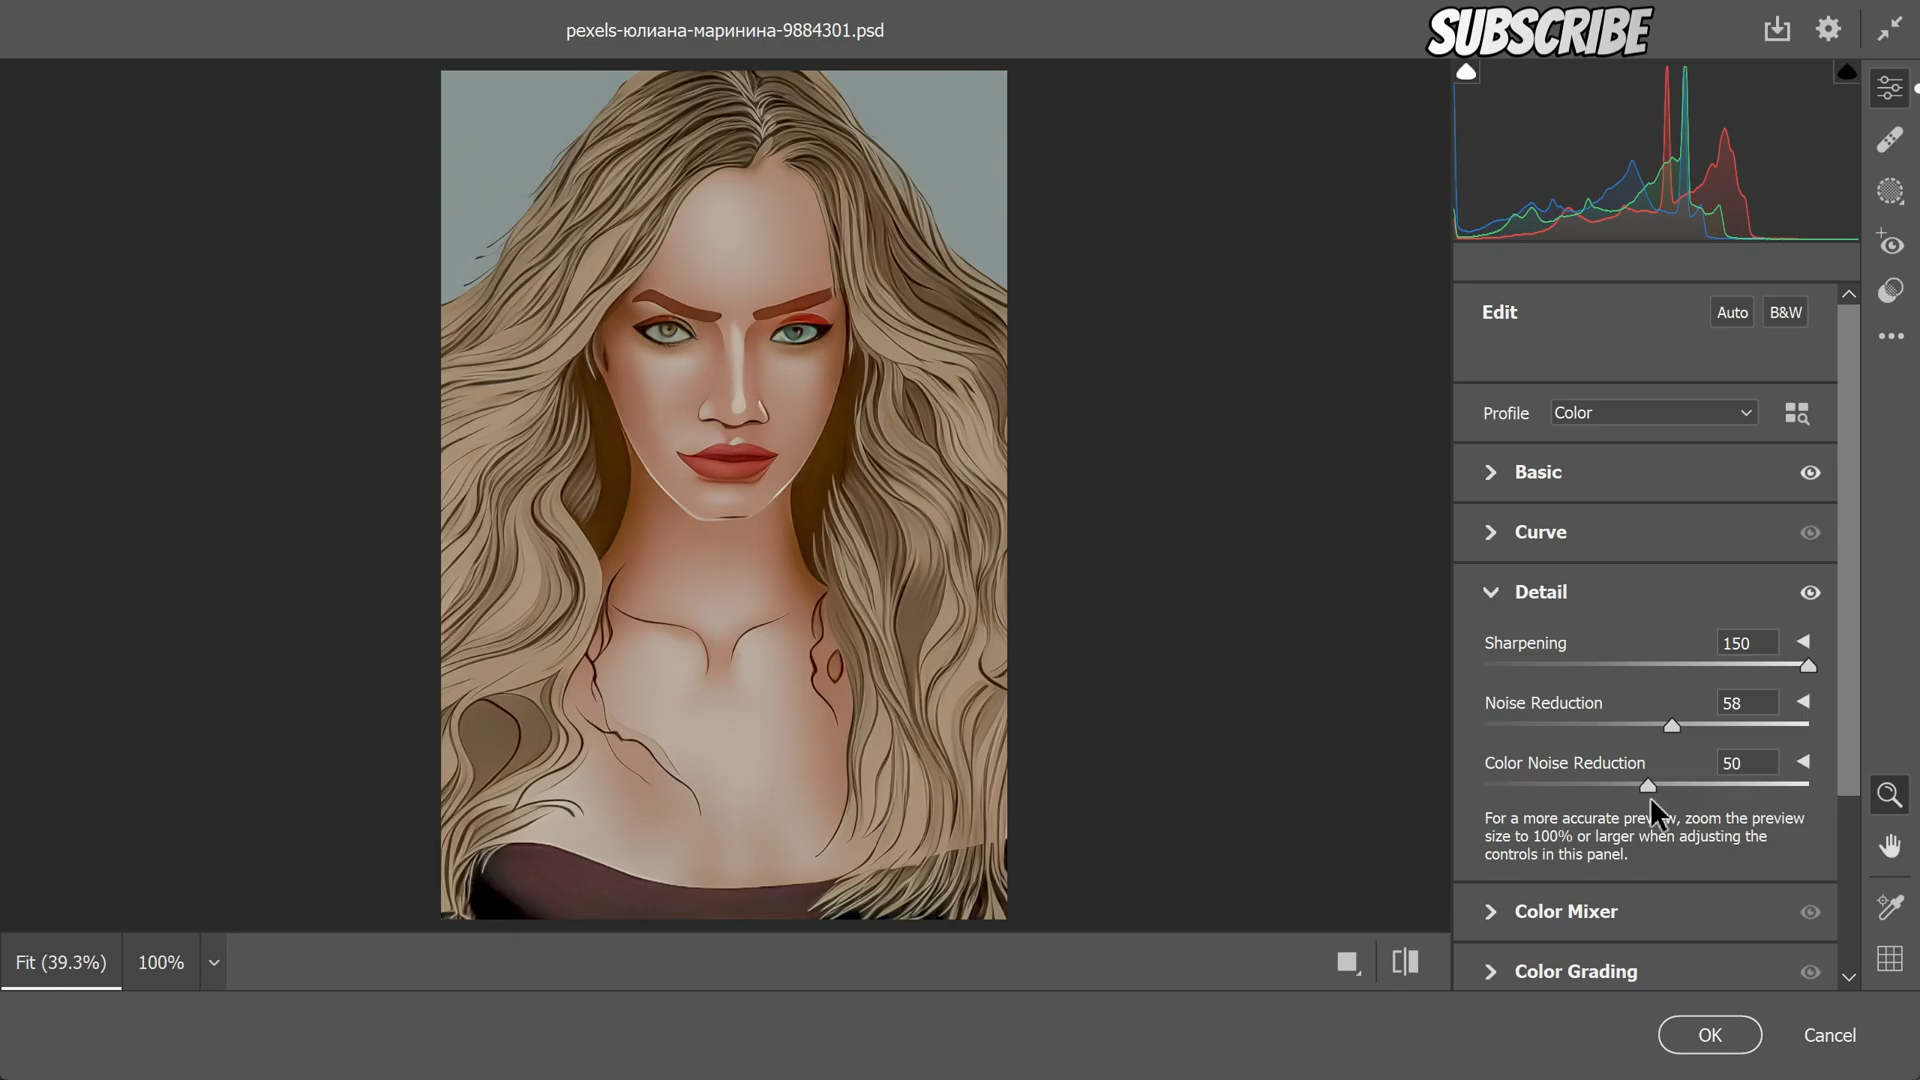 pexels-юлиана-маринина-9884301.psd
SUBSCRIBE
Edit
Auto
B&W
Profile
Color
Basic
Curve
Detail
Sharpening
150
Noise Reduction
58
Color Noise Reduction
50
For a more accurate preview, zoom the preview
size to 100% or larger when adjusting the
controls in this panel.
Color Mixer
Color Grading
Fit (39.3%)
100%
OK
Cancel